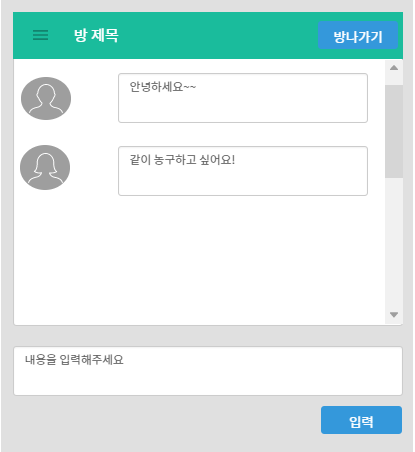 방 제목
방나가기
안녕하세요~~
같이 농구하고 싶어요!
내용을 입력해주세요
입력